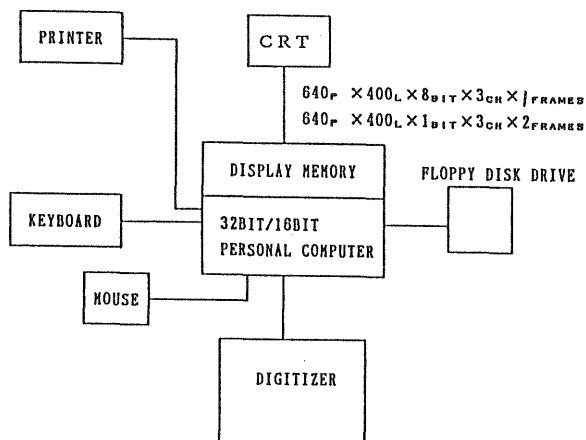 PRINTER
CRT
640P ×400L×8BIT×3CH×1FRAMES
640P ×400L×1BIT×3CH×2FRAMES
DISPLAY MEMORY
FLOPPY DISK DRIVE
KEYBOARD
32BIT/16BIT
PERSONAL COMPUTER
MOUSE
DIGITIZER